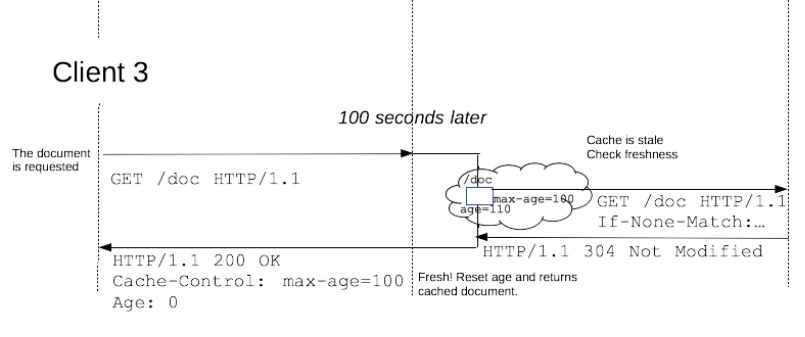 Client 3
100 seconds later
The document
is requested
Cache is stale
Check freshness
GET /doc HTTP/1.1
/doc
max-age=100
age=110
GET /doc HTTP/1.1
If-None-Match:…
HTTP/1.1 304 Not Modified
HTTP/1.1 200 OK
Cache-Control: max-age=100
Age: 0
Fresh! Reset age and returns
cached document.